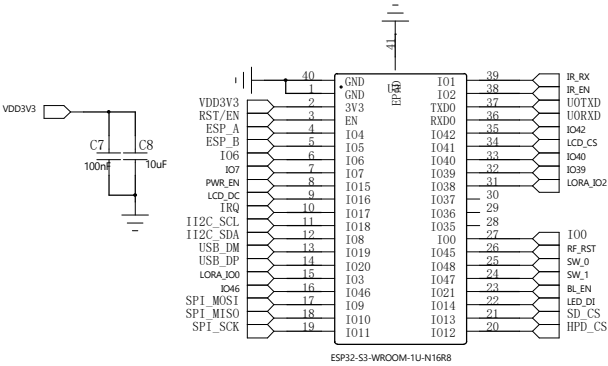 VDD3V3
C7
100nF
C8
10uF
41
EPAD
40 GND IO1 39 IR_RX
1 GND IO2 38 IR_EN
VDD3V3 2 3V3 TXD0 37 U0TXD
RST/EN 3 EN RXD0 36 U0RXD
ESP_A 4 IO4 IO42 35 IO42
ESP_B 5 IO5 IO41 34 LCD_CS
IO6 6 IO6 IO40 33 IO40
IO7 7 IO7 IO39 32 IO39
PWR_EN 8 IO15 IO38 31 LORA_IO2
LCD_DC 9 IO16 IO37 30
IRQ 10 IO17 IO36 29
II2C_SCL 11 IO18 IO35 28
II2C_SDA 12 IO8 IO0 27 IO0
USB_DM 13 IO19 IO45 26 RF_RST
USB_DP 14 IO20 IO48 25 SW_0
LORA_IO0 15 IO3 IO47 24 SW_1
IO46 16 IO46 IO21 23 BL_EN
SPI_MOSI 17 IO9 IO14 22 LED_DI
SPI_MISO 18 IO10 IO13 21 SD_CS
SPI_SCK 19 IO11 IO12 20 HPD_CS
ESP32-S3-WROOM-1U-N16R8